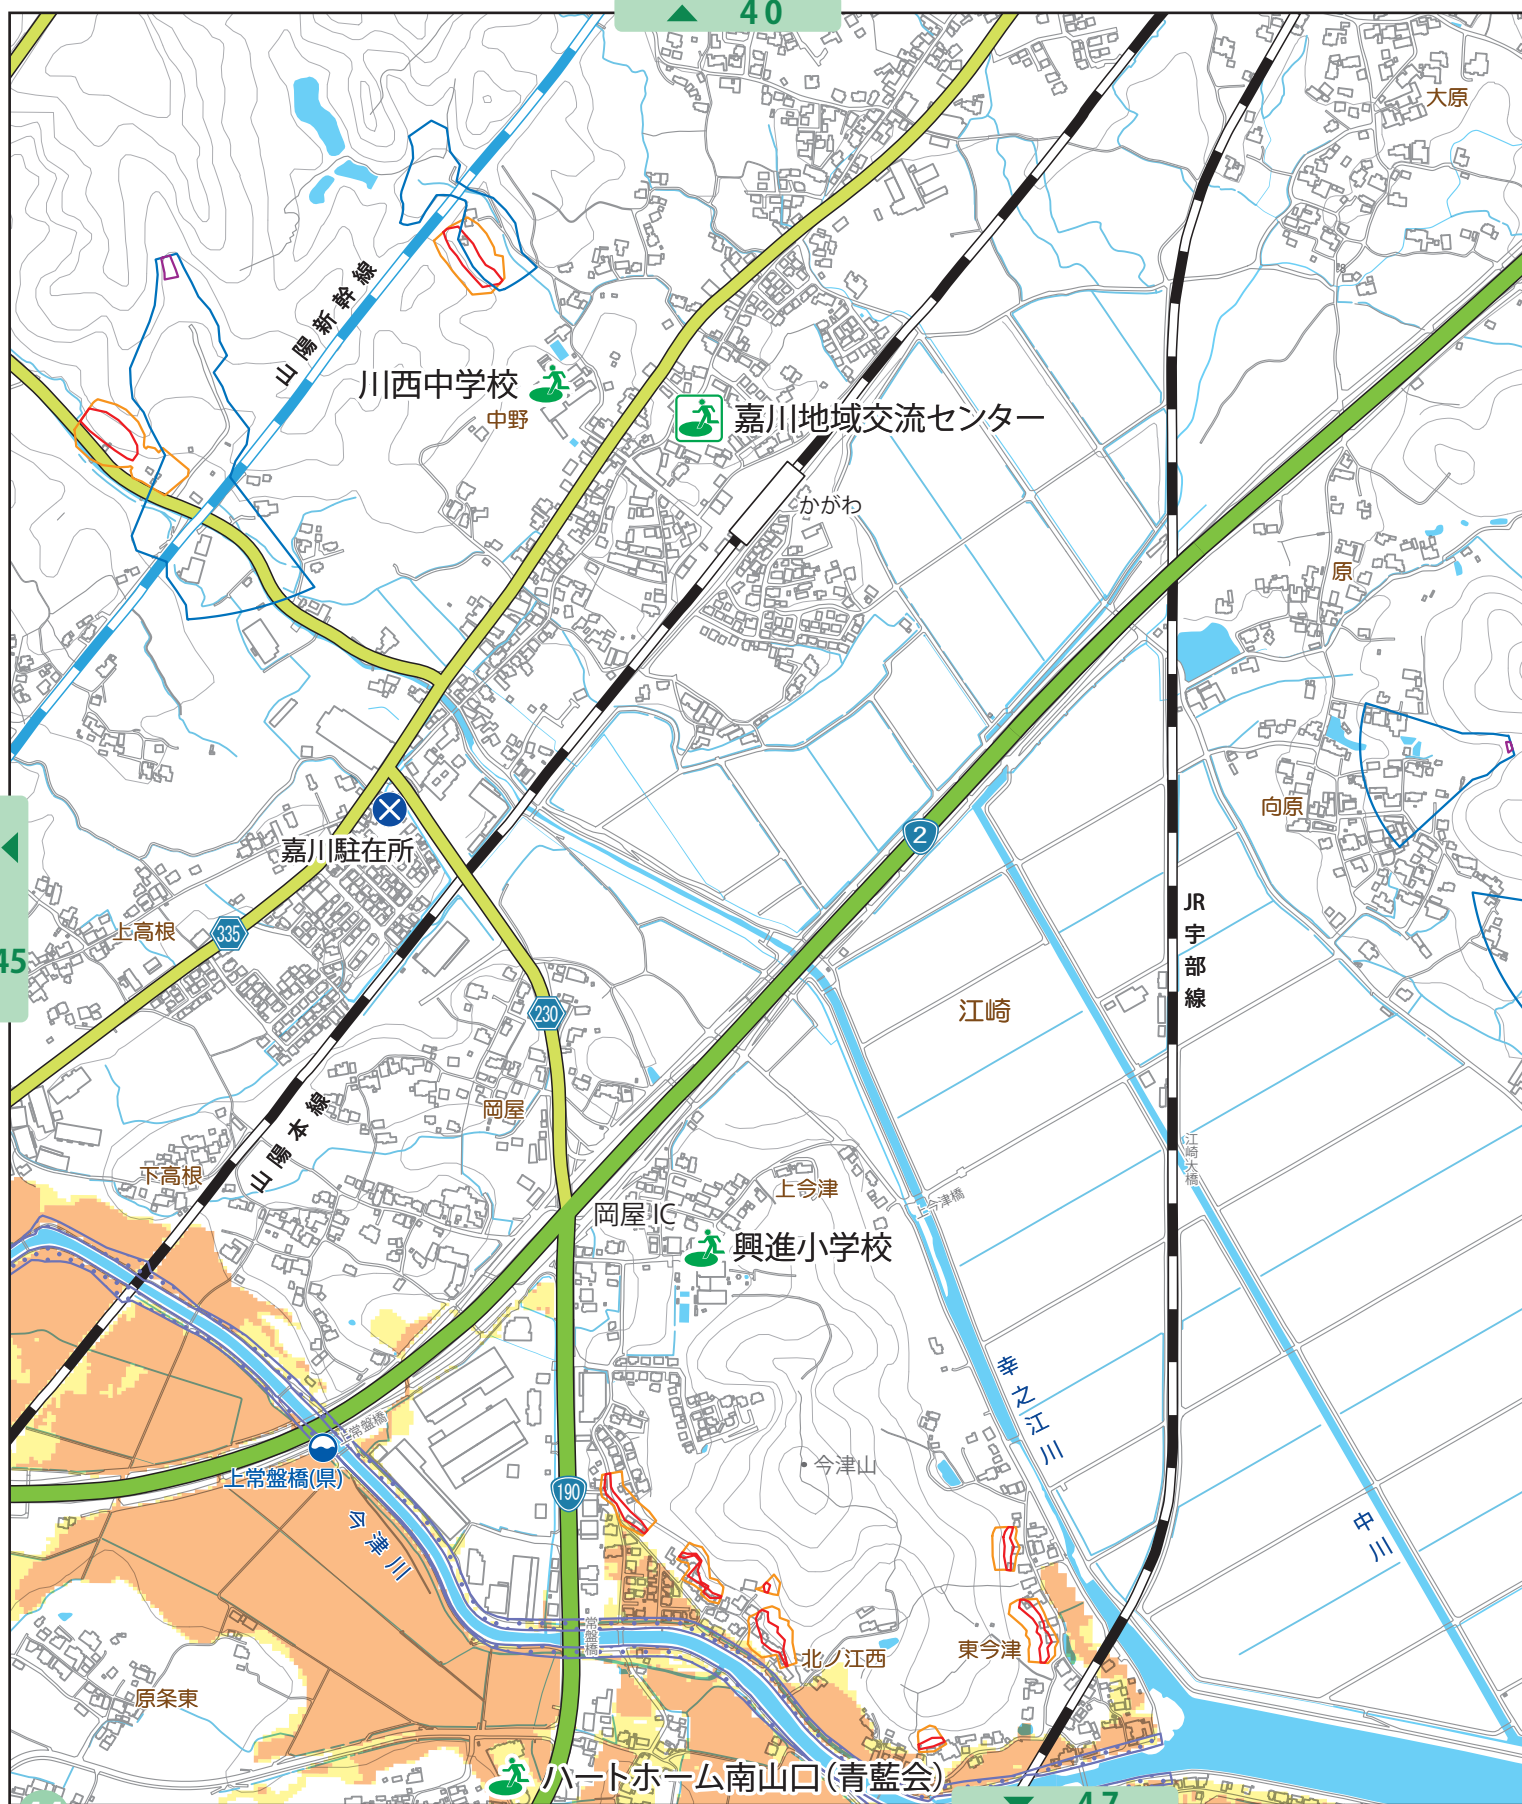 40
大原
山陽新幹線
川西中学校
中野
嘉川地域交流センター
かがわ
原
向原
2
嘉川駐在所
JR宇部線
上高根
335
45
江崎
230
岡屋
山陽本線
江崎大橋
下高根
上今津
上今津橋
岡屋IC
興進小学校
幸之江川
上常盤橋
今津山
上常盤橋(県)
190
今津川
中川
常盤橋
北ノ江西
東今津
原条東
ハートホーム南山口(青藍会)
47